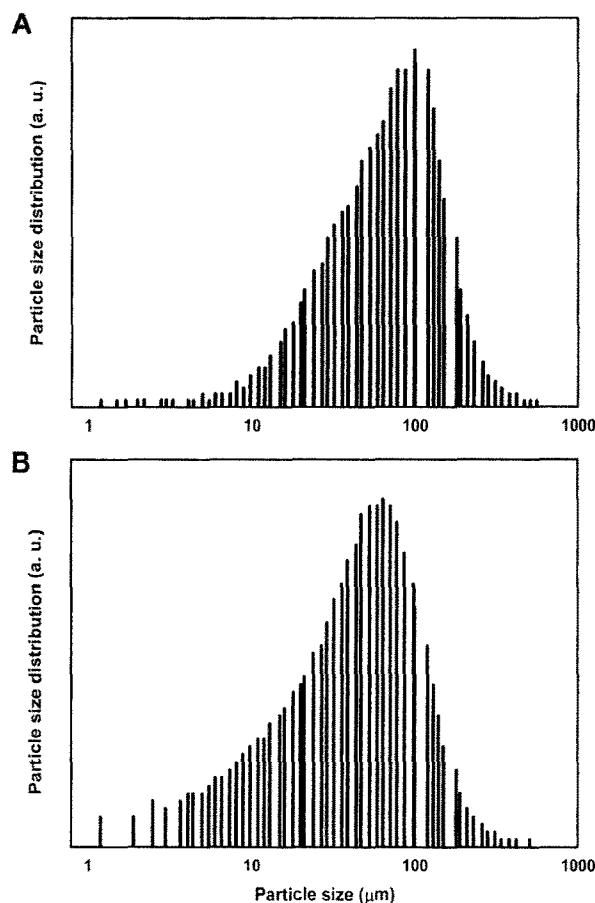 A
Particle size distribution (a. u.)
1 10 100 1000
B
Particle size distribution (a. u.)
1 10 100 1000
Particle size (μm)